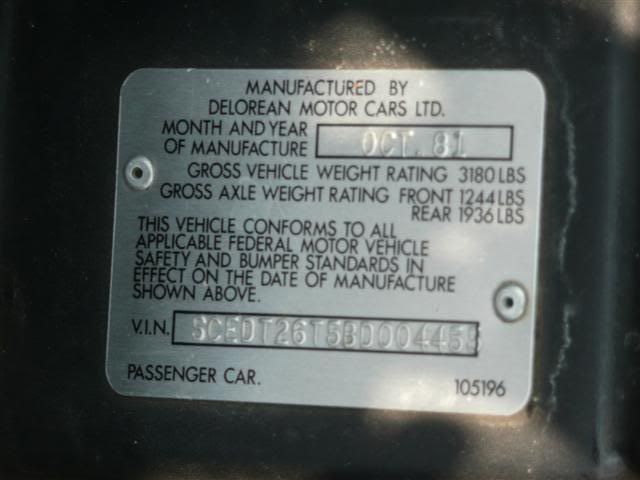 MANUFACTURED BY
DELOREAN MOTOR CARS LTD.
MONTH AND YEAR
OF MANUFACTURE OCT. 81
GROSS VEHICLE WEIGHT RATING 3180 LBS
GROSS AXLE WEIGHT RATING FRONT 1244 LBS
REAR 1936 LBS
THIS VEHICLE CONFORMS TO ALL
APPLICABLE FEDERAL MOTOR VEHICLE
SAFETY AND BUMPER STANDARDS IN
EFFECT ON THE DATE OF MANUFACTURE
SHOWN ABOVE.
V.I.N. SCEDT26T5BD004455
PASSENGER CAR. 105196